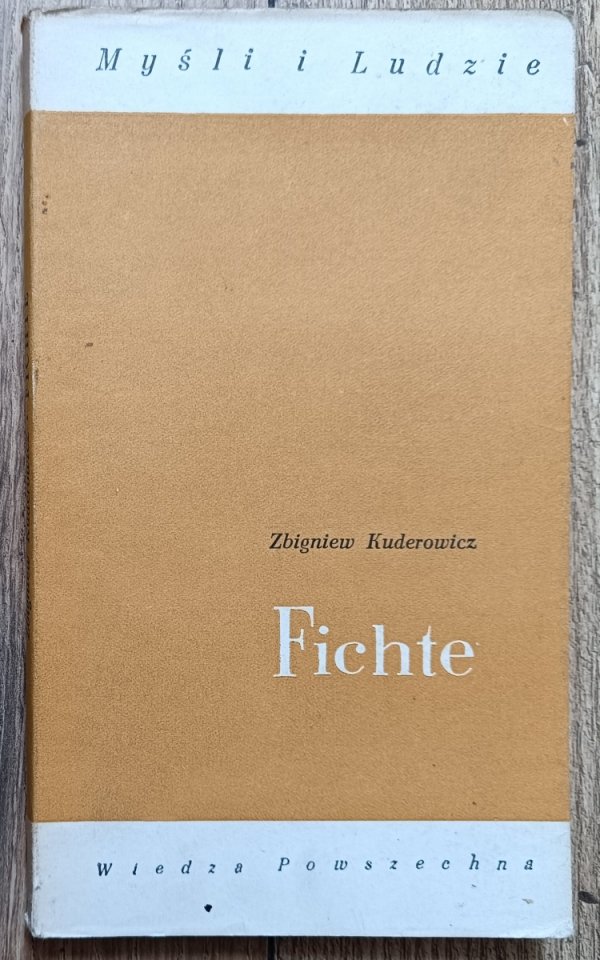 Myśli i Ludzie
Zbigniew Kuderowicz
Fichte
Wiedza Powszechna